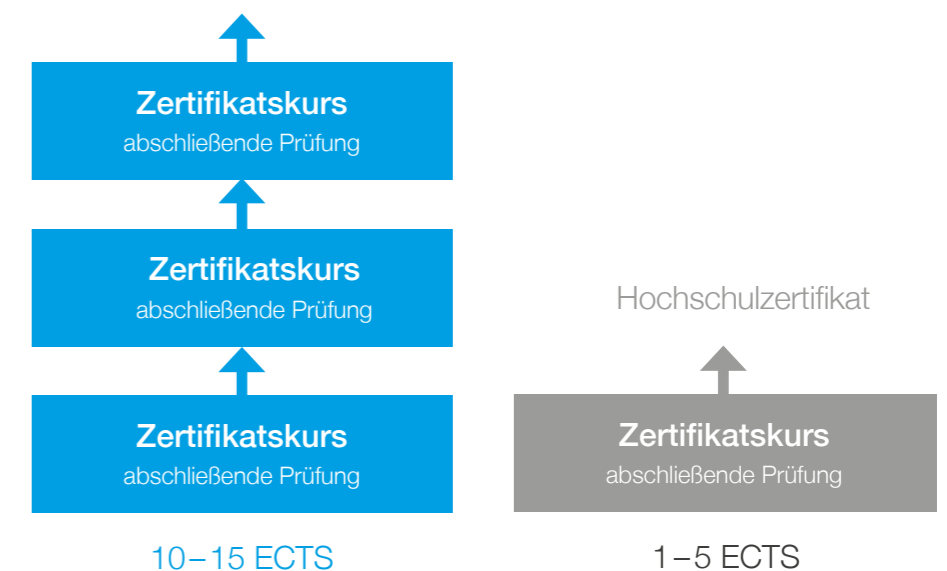 Zertifikatskurs
abschließende Prüfung
Zertifikatskurs
abschließende Prüfung
Zertifikatskurs
abschließende Prüfung
10–15 ECTS
Hochschulzertifikat
Zertifikatskurs
abschließende Prüfung
1–5 ECTS